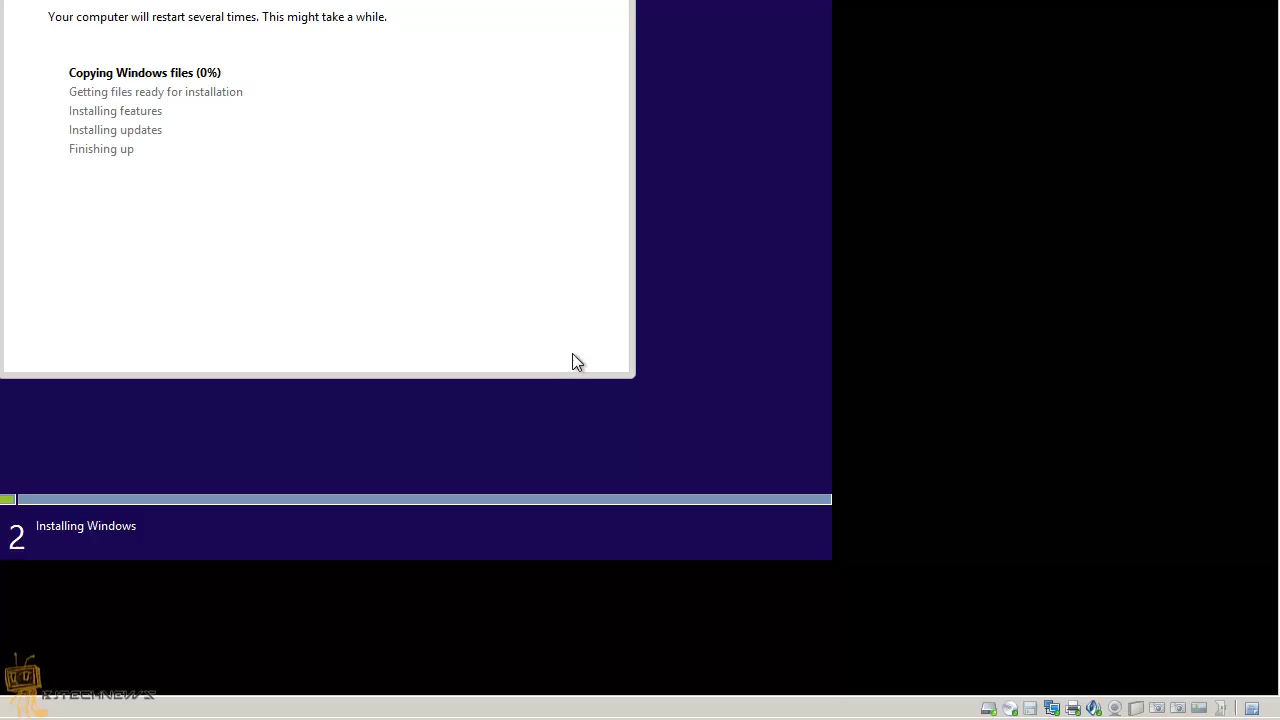 Your computer will restart several times. This might take a while.
Copying Windows files (0%)
Getting files ready for installation
Installing features
Installing updates
Finishing up
2
Installing Windows